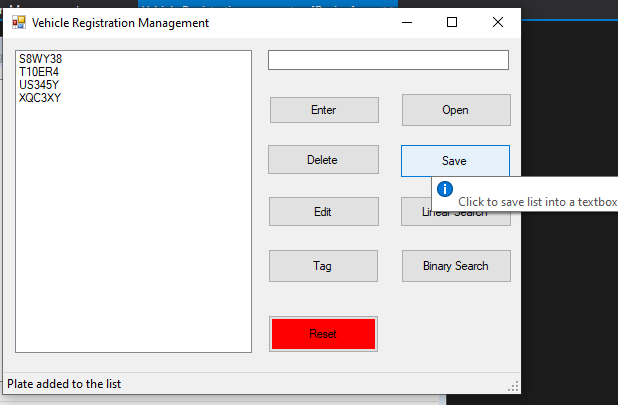 Vehicle Registration Management
S8WY38
T10ER4
US345Y
XQC3XY
Enter
Open
Delete
Save
Click to save list into a textbox
Edit
Linear Search
Tag
Binary Search
Reset
Plate added to the list